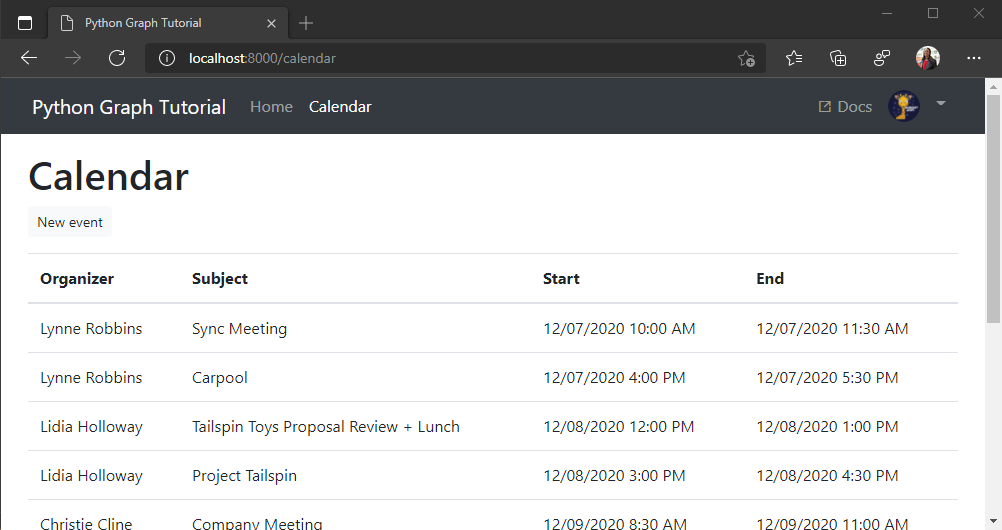 Python Graph Tutorial
localhost:8000/calendar
Python Graph Tutorial Home Calendar Docs
Calendar
New event
Organizer Subject Start End
Lynne Robbins Sync Meeting 12/07/2020 10:00 AM 12/07/2020 11:30 AM
Lynne Robbins Carpool 12/07/2020 4:00 PM 12/07/2020 5:30 PM
Lidia Holloway Tailspin Toys Proposal Review + Lunch 12/08/2020 12:00 PM 12/08/2020 1:00 PM
Lidia Holloway Project Tailspin 12/08/2020 3:00 PM 12/08/2020 4:30 PM
Christie Cline Company Meeting 12/09/2020 8:30 AM 12/09/2020 11:00 AM